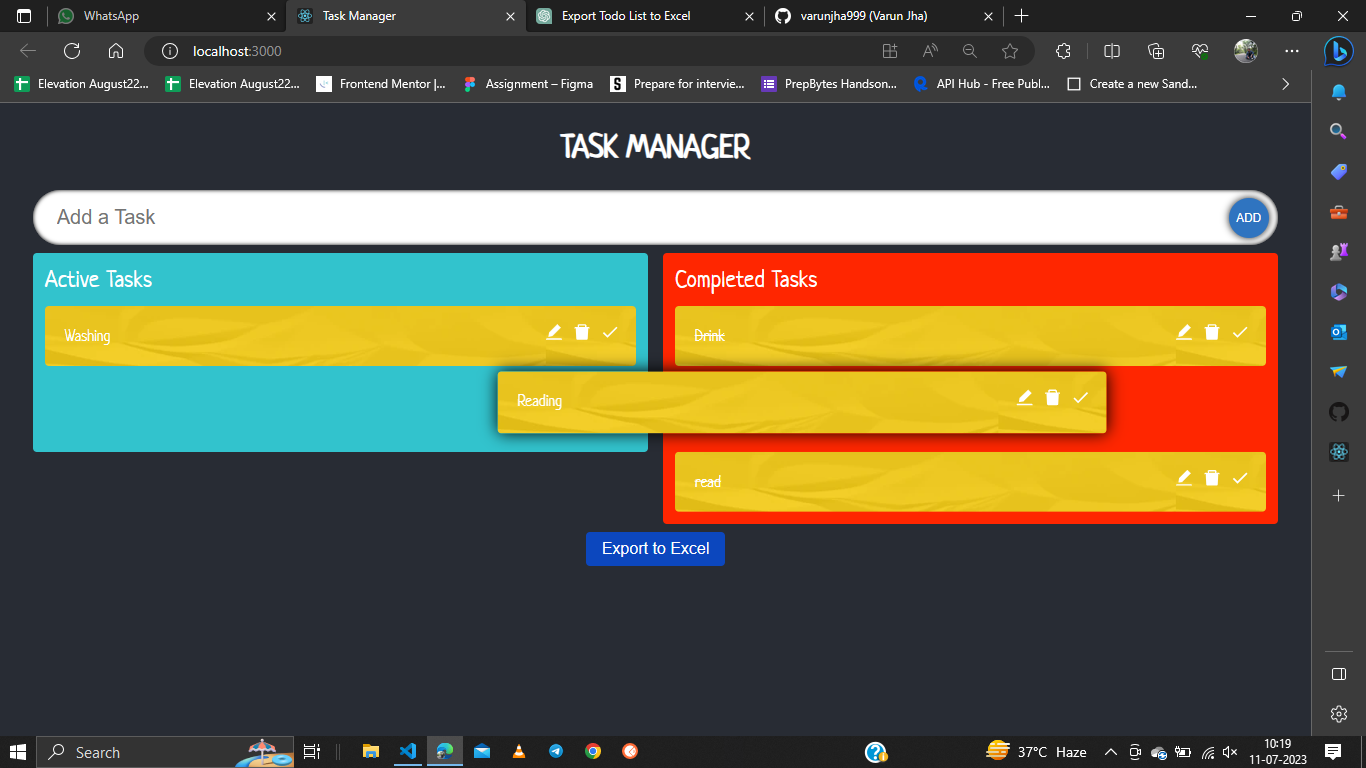 WhatsApp
Task Manager
Export Todo List to Excel
varunjha999 (Varun Jha)
localhost:3000
Elevation August22...
Elevation August22...
Frontend Mentor |...
Assignment – Figma
Prepare for intervie...
PrepBytes Handson...
API Hub - Free Publ...
Create a new Sand...
TASK MANAGER
Add a Task
ADD
Active Tasks
Completed Tasks
Washing
Drink
Reading
read
Export to Excel
Search
37°C Haze
10:19
11-07-2023